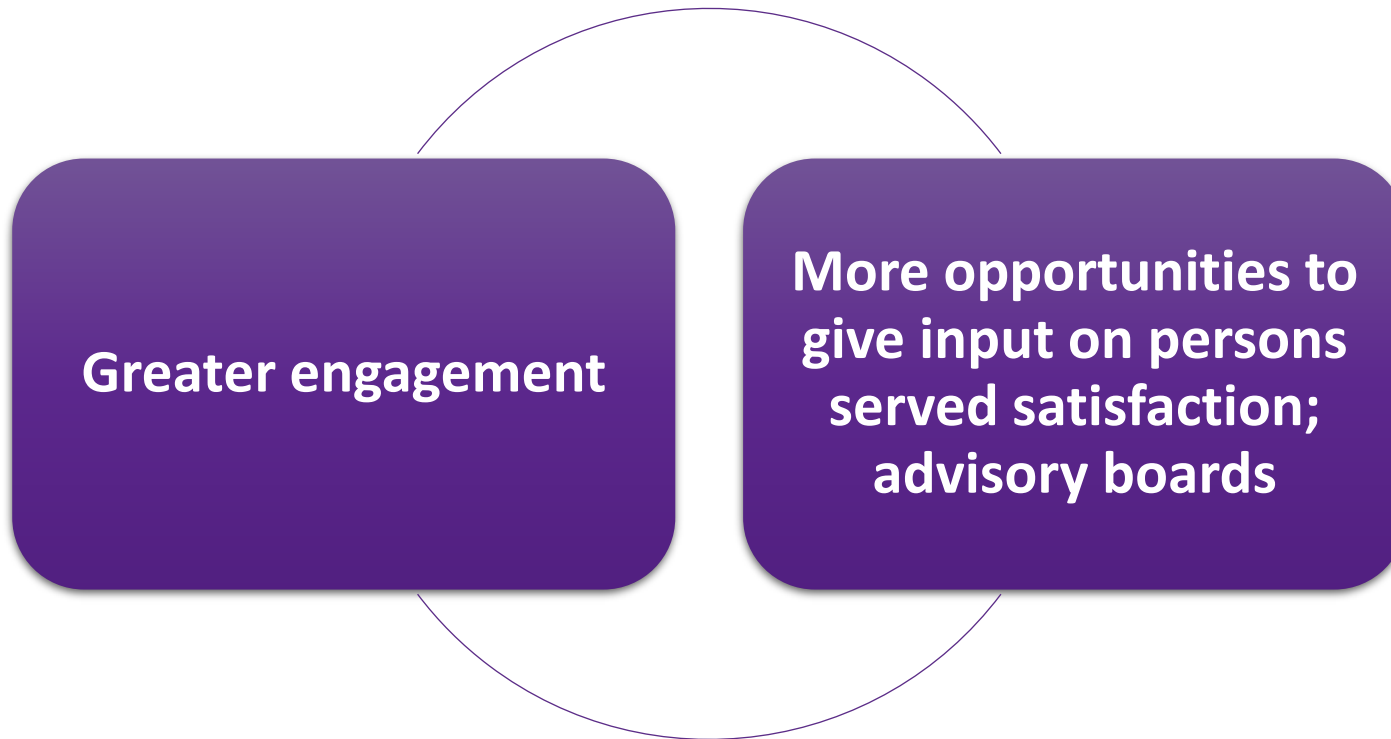 Greater engagement
More opportunities to
give input on persons
served satisfaction;
advisory boards